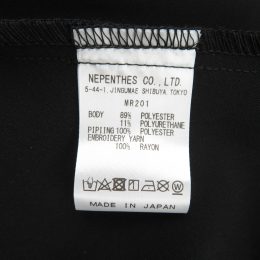 NEPENTHES CO., LTD.
5-44-1, JINGUMAE SHIBUYA, TOKYO
MR201
BODY 89% POLYESTER
11% POLYURETHANE
PIPIING 100% POLYESTER
EMBROIDERY YARN
100% RAYON
MADE IN JAPAN